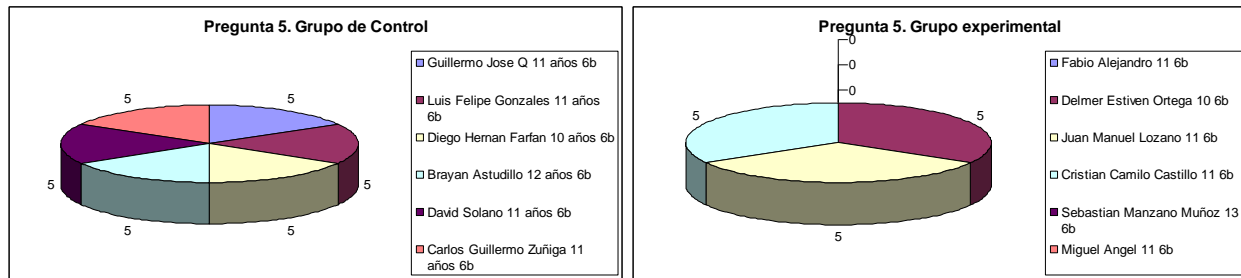 Pregunta 5. Grupo de Control
5
5
5
5
5
5
Guillermo Jose Q 11 años 6b
Luis Felipe Gonzales 11 años
6b
Diego Hernan Farfan 10 años 6b
Brayan Astudillo 12 años 6b
David Solano 11 años 6b
Carlos Guillermo Zuñiga 11
años 6b
Pregunta 5. Grupo experimental
0
0
0
5
5
5
Fabio Alejandro 11 6b
Delmer Estiven Ortega 10 6b
Juan Manuel Lozano 11 6b
Cristian Camilo Castillo 11 6b
Sebastian Manzano Muñoz 13
6b
Miguel Angel 11 6b